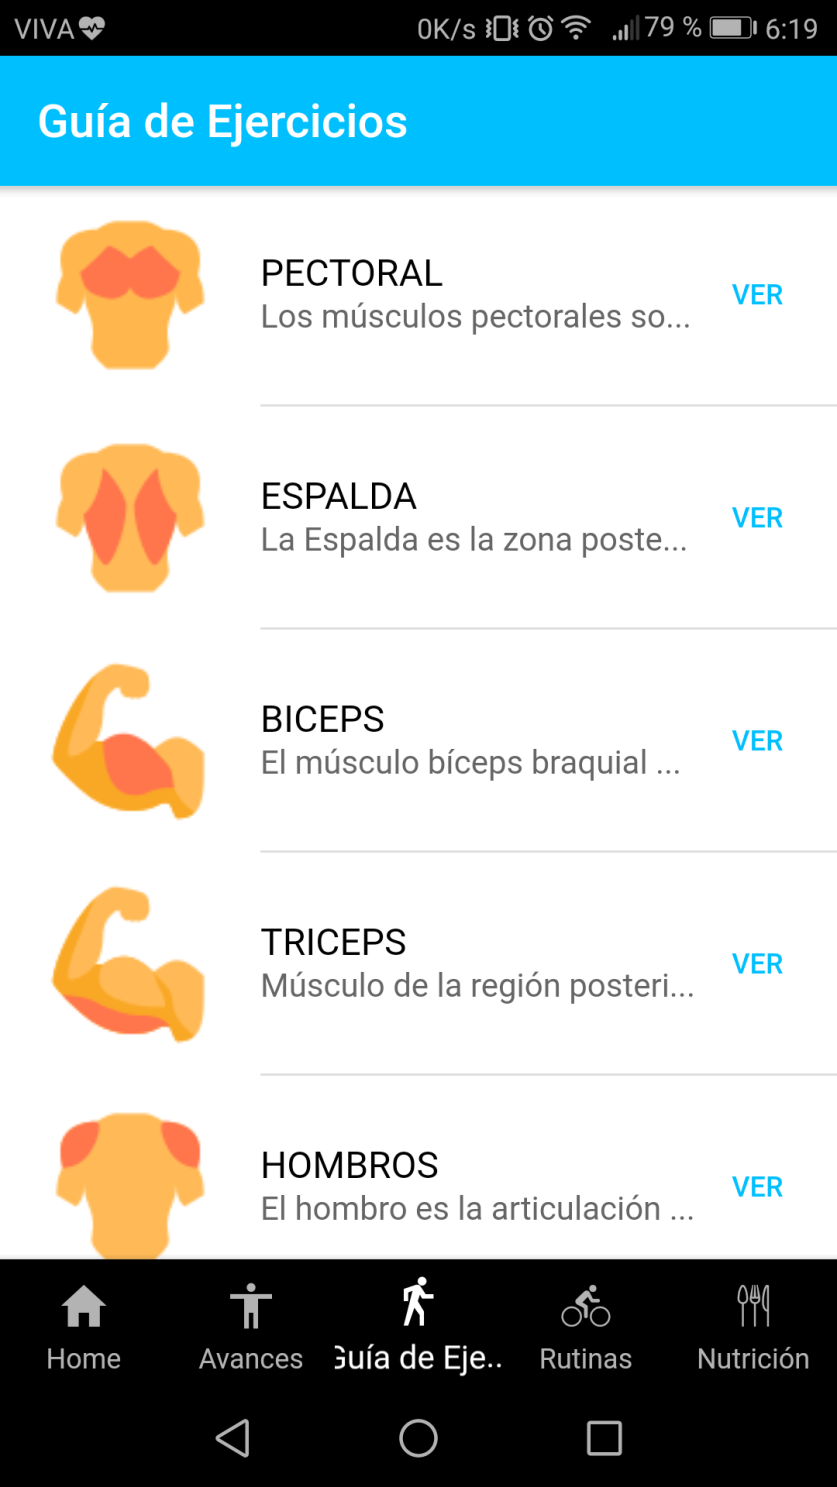 VIVA 0K/s 79 % 6:19
Guía de Ejercicios
PECTORAL
Los músculos pectorales so...
VER
ESPALDA
La Espalda es la zona poste...
VER
BICEPS
El músculo bíceps braquial ...
VER
TRICEPS
Músculo de la región posteri...
VER
HOMBROS
El hombro es la articulación ...
VER
Home Avances Guía de Eje.. Rutinas Nutrición